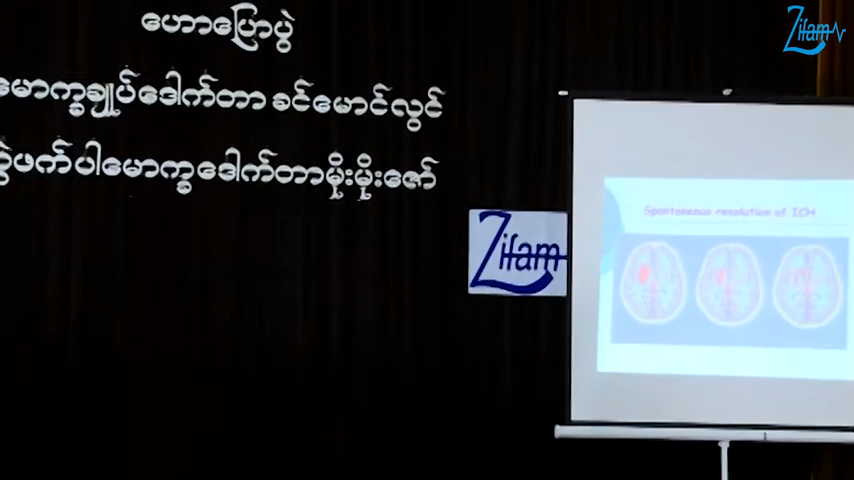 ဟောပြောပွဲ
မောက္ခချုပ်ဒေါက်တာ ခင်မောင်လွင်
တွဲဖက်ပါမောက္ခဒေါက်တာမိုးမိုးဇော်
Zifam
Zifam
Spontaneous resolution of ICH